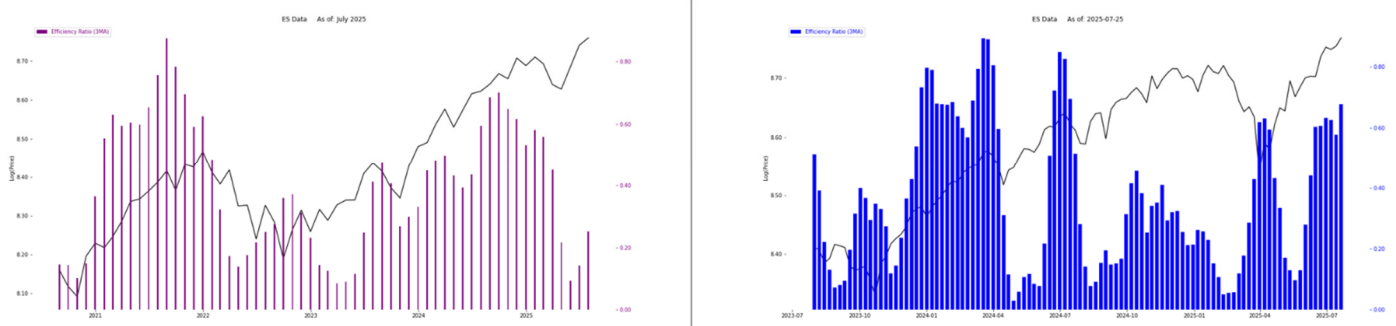 ES Data As of: July 2025
Efficiency Ratio (3MA)
Log(Price)
8.70
8.60
8.50
8.40
8.30
8.20
8.10
0.80
0.60
0.40
0.20
0.00
2021 2022 2023 2024 2025
ES Data As of: 2025-07-25
Efficiency Ratio (3MA)
Log(Price)
8.70
8.60
8.50
8.40
0.80
0.60
0.40
0.20
0.00
2023-07 2023-10 2024-01 2024-04 2024-07 2024-10 2025-01 2025-04 2025-07